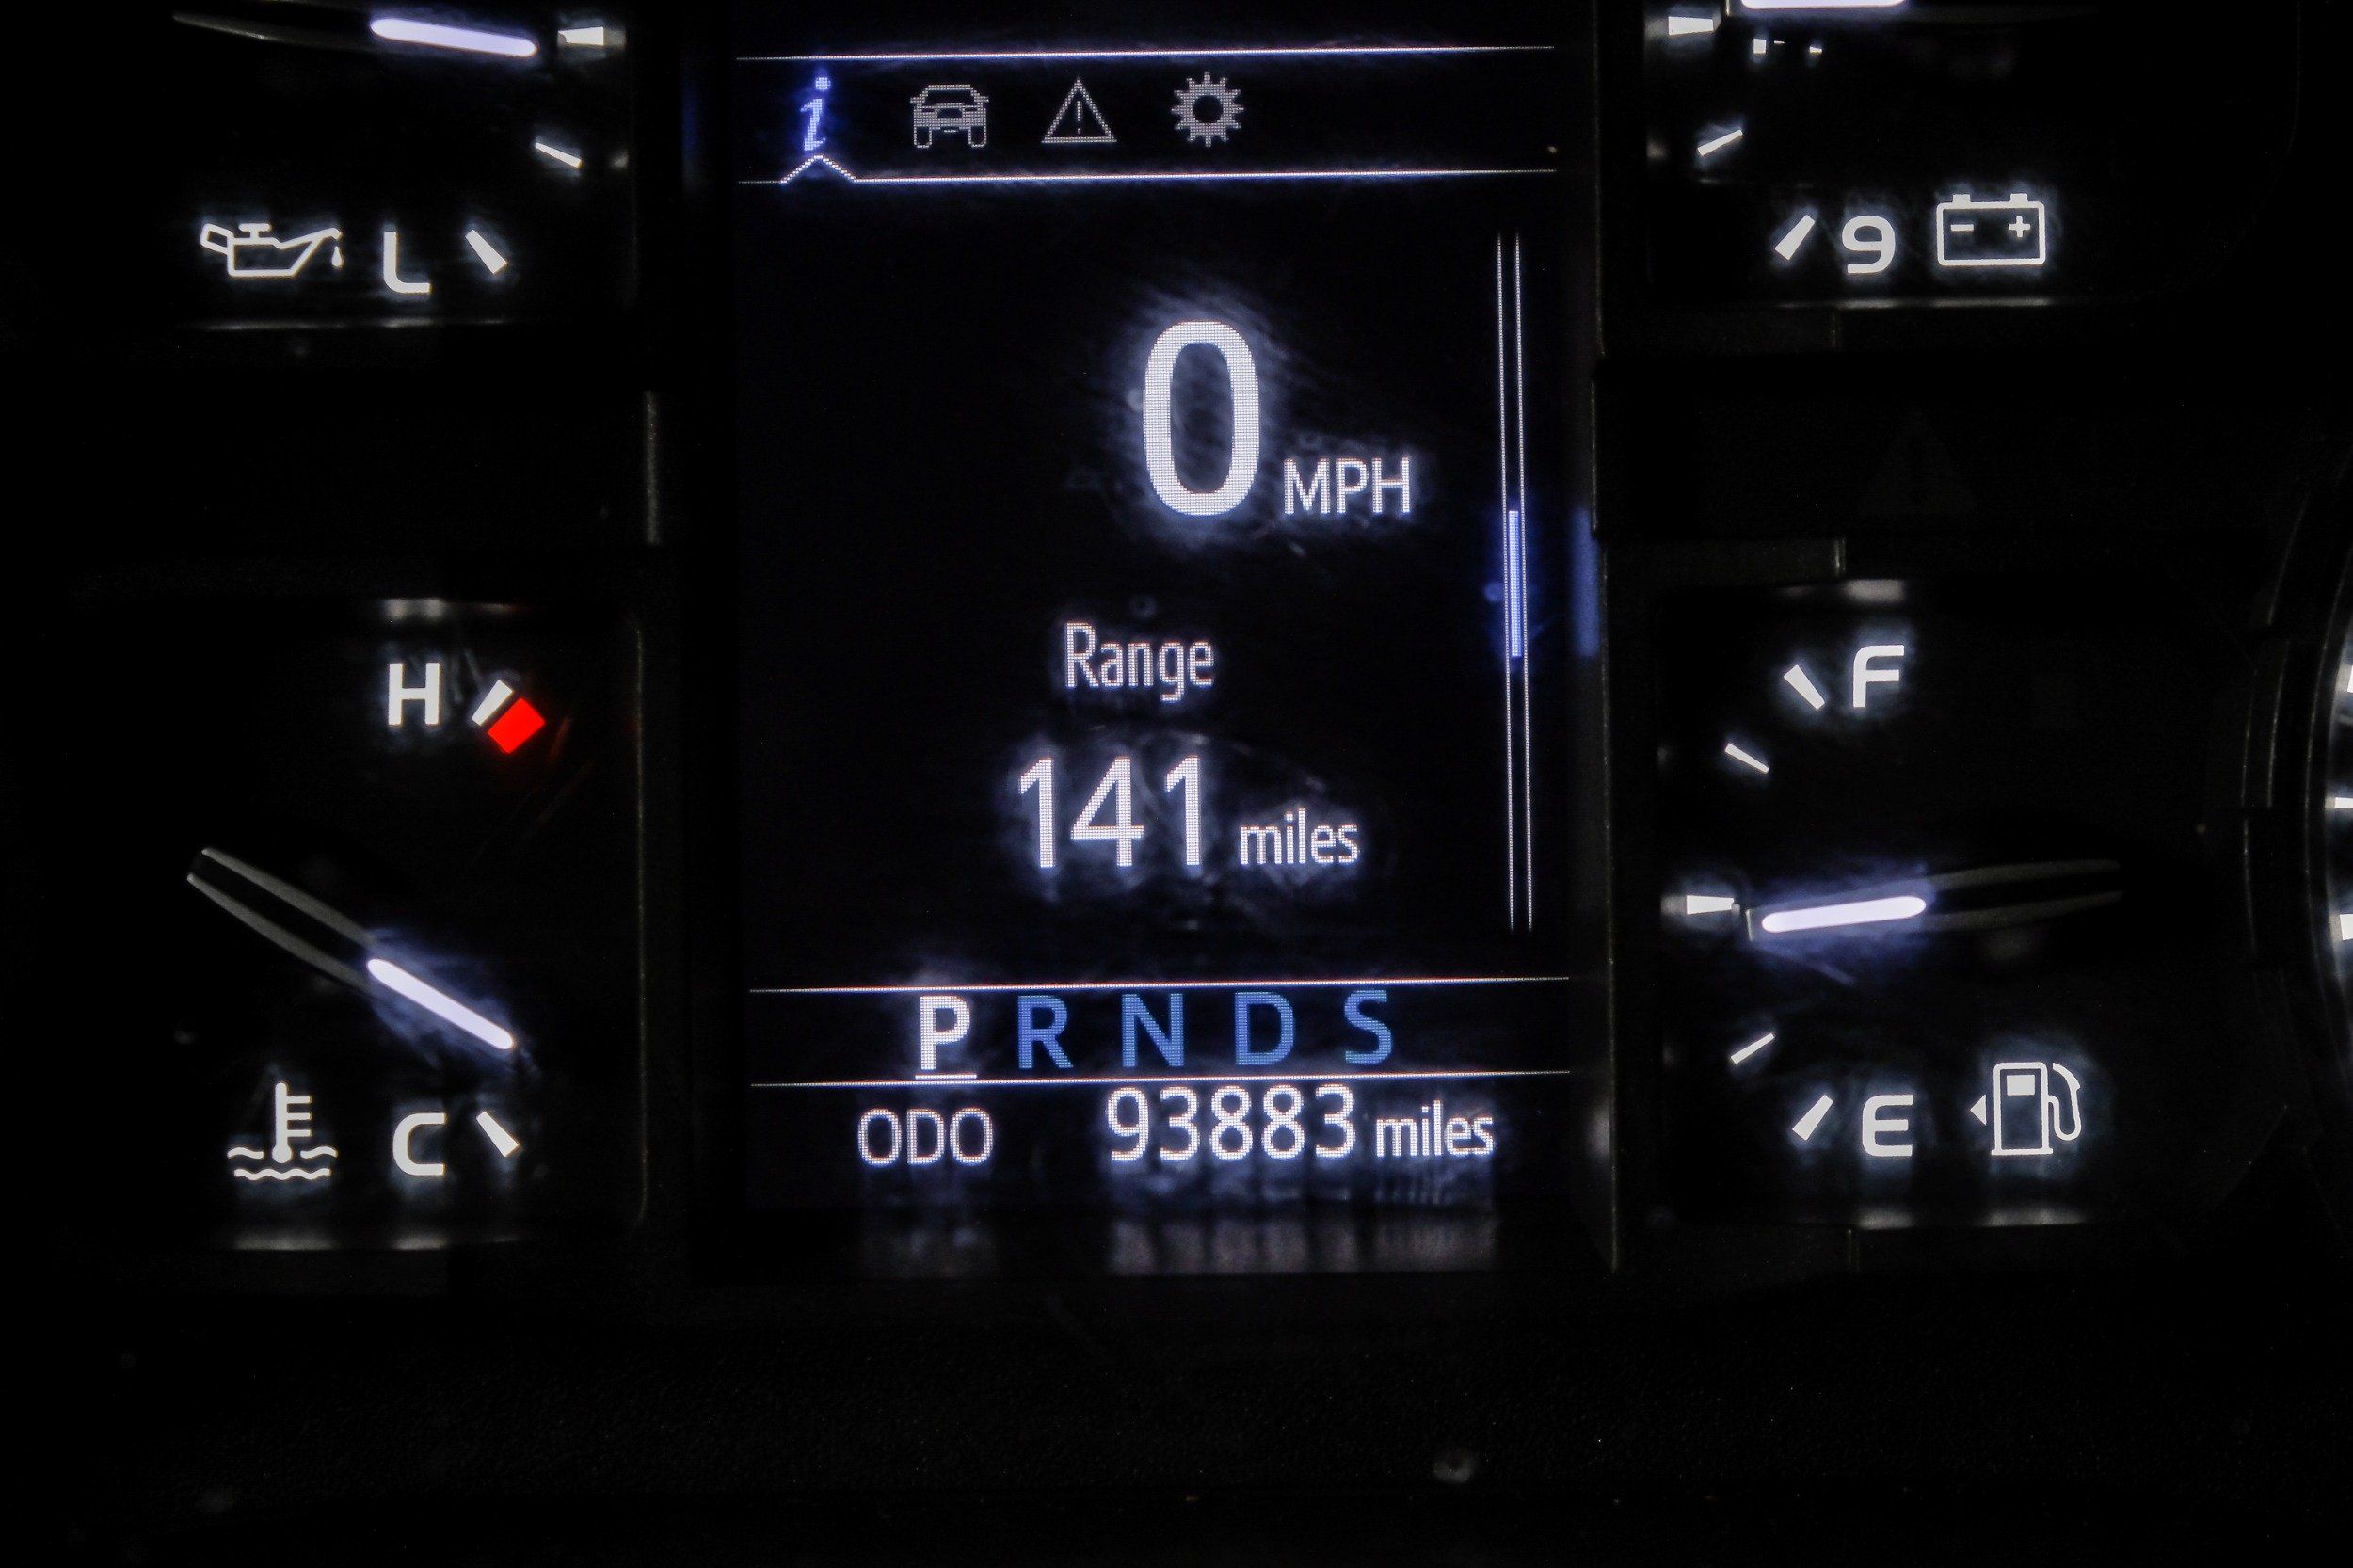 L
9
0 MPH
H
Range
F
141 miles
P R N D S
C
ODO 93883 miles
E